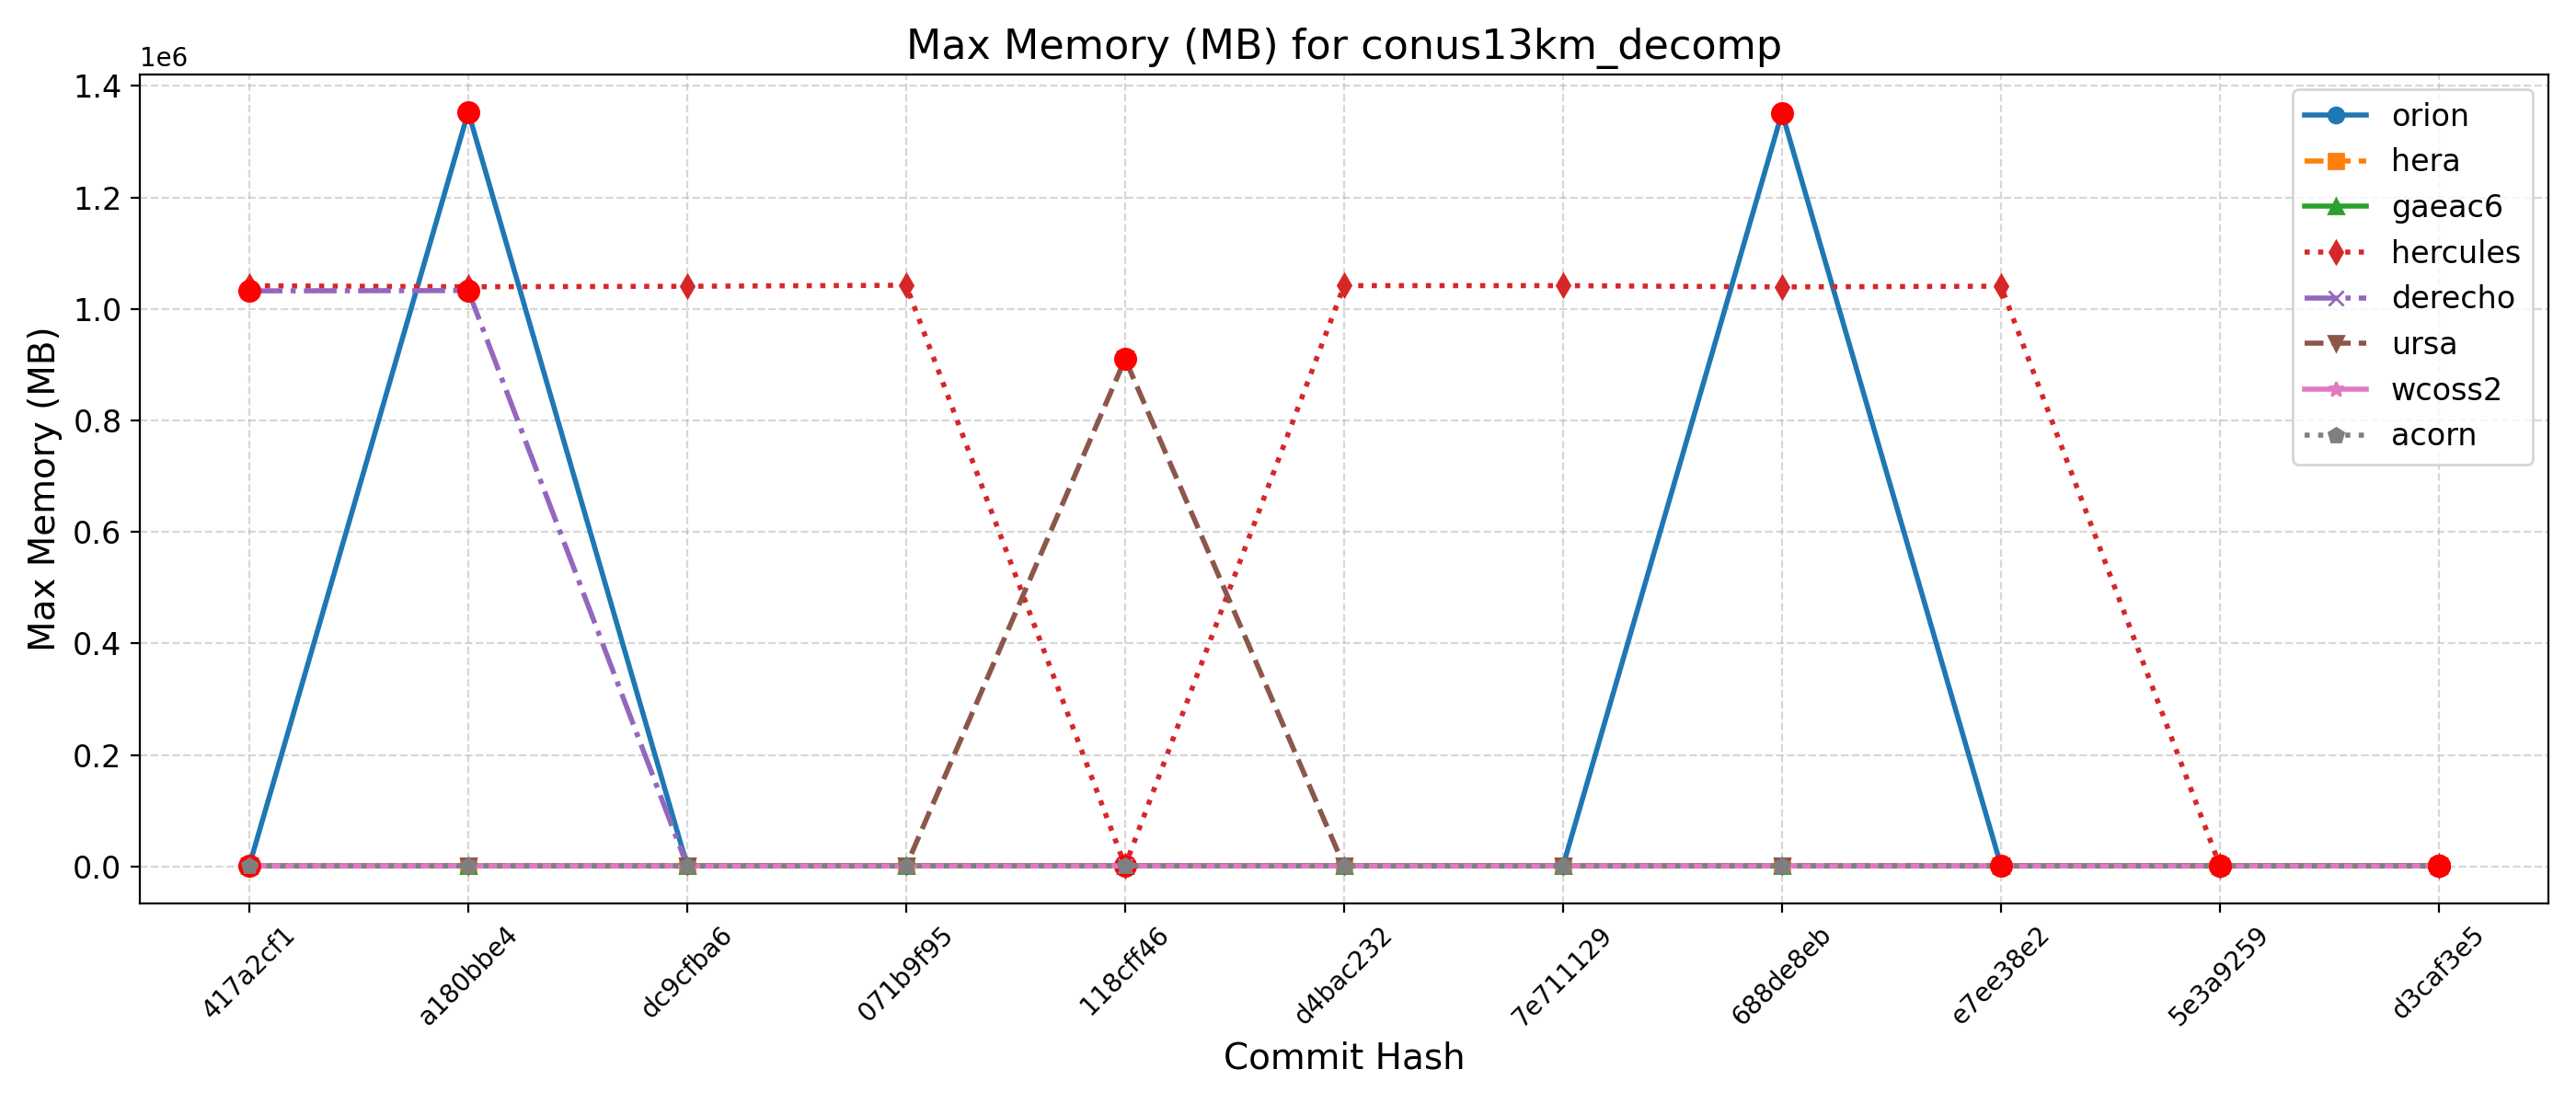 Max Memory (MB) for conus13km_decomp
1e6
1.4
1.2
1.0
0.8
0.6
0.4
0.2
0.0
Max Memory (MB)
orion
hera
gaeac6
hercules
derecho
ursa
wcoss2
acorn
417a2cf1
a180bbe4
dc9cfba6
071b9f95
118cff46
d4bac232
7e711129
688de8eb
e7ee38e2
5e3a9259
d3caf3e5
Commit Hash